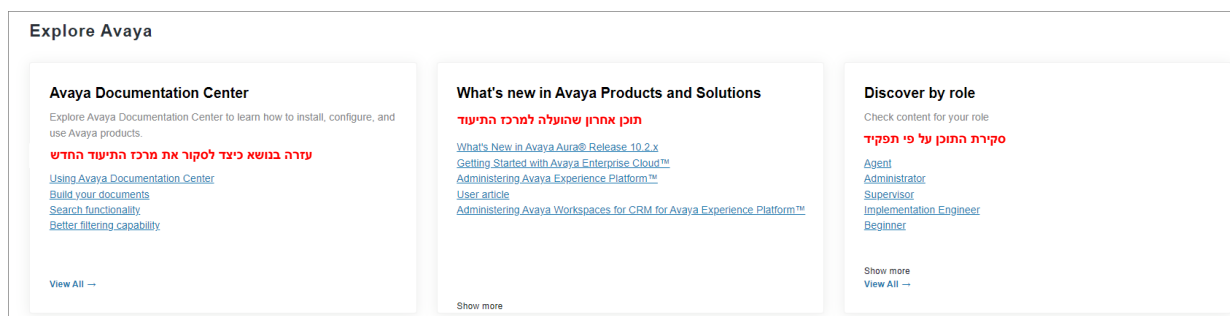 Explore Avaya
Avaya Documentation Center
Explore Avaya Documentation Center to learn how to install, configure, and
use Avaya products.
עזרה בנושא כיצד לסקור את מרכז התיעוד החדש
Using Avaya Documentation Center
Build your documents
Search functionality
Better filtering capability
View All →
What's new in Avaya Products and Solutions
תוכן אחרון שהועלה למרכז התיעוד
What's New in Avaya Aura® Release 10.2.x
Getting Started with Avaya Enterprise Cloud™
Administering Avaya Experience Platform™
User article
Administering Avaya Workspaces for CRM for Avaya Experience Platform™
Show more
Discover by role
Check content for your role
סקירת התוכן על פי תפקיד
Agent
Administrator
Supervisor
Implementation Engineer
Beginner
Show more
View All →